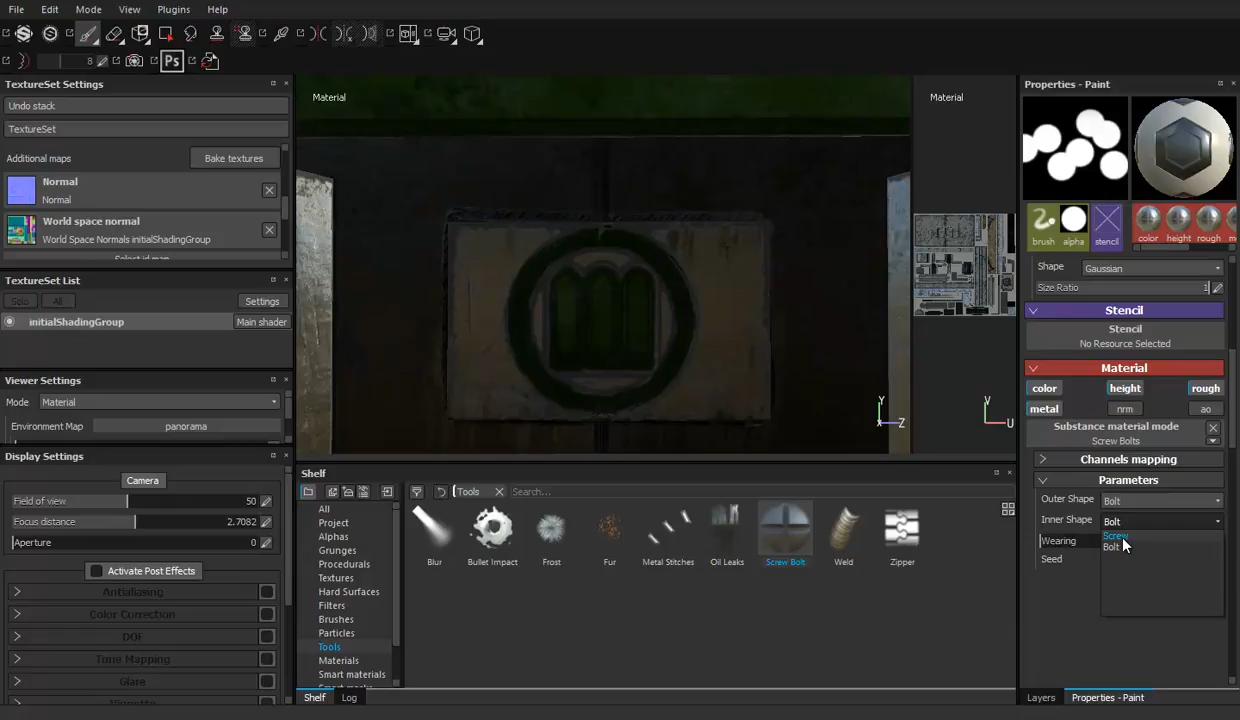 File Edit Mode View Plugins Help
8
Ps
TextureSet Settings
Undo stack
TextureSet
Additional maps Bake textures
Normal
Normal
World space normal
World Space Normals initialShadingGroup
TextureSet List
Solo All Settings
initialShadingGroup Main shader
Viewer Settings
Mode Material
Environment Map panorama
Display Settings
Camera
Field of view 50
Focus distance 2.7082
Aperture 0
Activate Post Effects
Antialiasing
Color Correction
DOF
Tone Mapping
Glare
Material
Y
Z
Material
V
U
Shelf
Tools Search...
All
Project
Alphas
Grunges
Procedurals
Textures
Hard Surfaces
Filters
Brushes
Particles
Tools
Materials
Smart materials
Blur Bullet Impact Frost Fur Metal Stitches Oil Leaks Screw Bolt Weld Zipper
Shelf Log
Properties - Paint
brush alpha stencil color height rough m
Shape Gaussian
Size Ratio 1
Stencil
Stencil
No Resource Selected
Material
color height rough
metal nrm ao
Substance material mode
Screw Bolts
Channels mapping
Parameters
Outer Shape Bolt
Inner Shape Bolt
Screw
Bolt
Wearing
Seed
Layers Properties - Paint